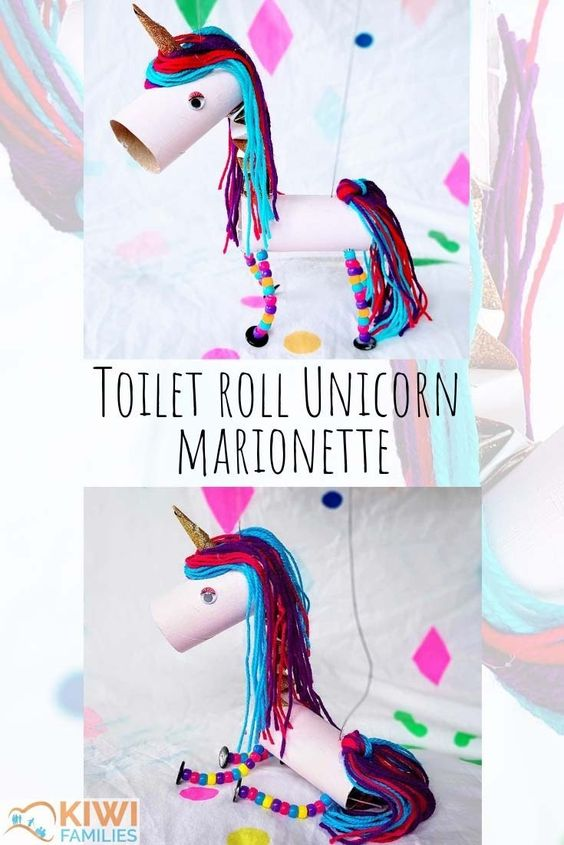 Toilet roll Unicorn
marionette
KIWI
FAMILIES